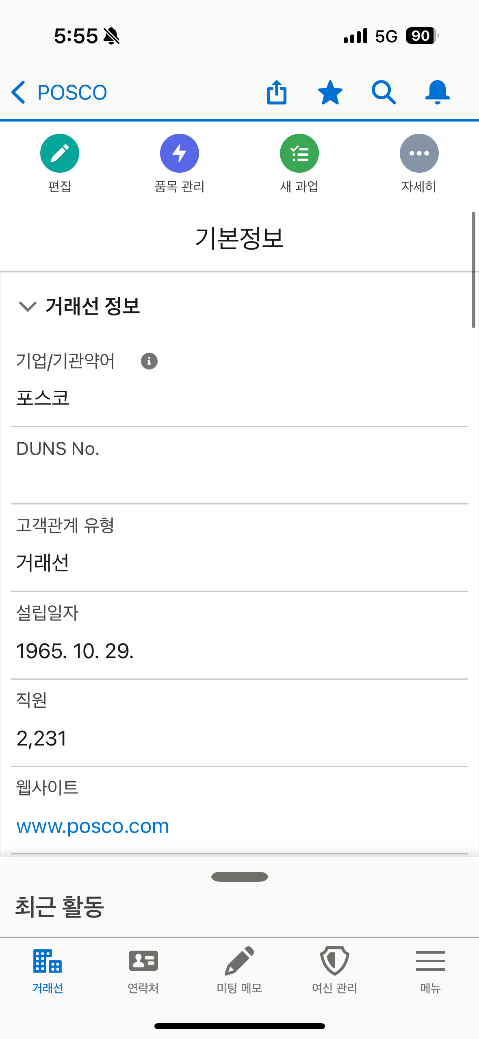 5:55
5G 90
POSCO
편집
품목 관리
새 과업
자세히
기본정보
거래선 정보
기업/기관약어
포스코
DUNS No.
고객관계 유형
거래선
설립일자
1965. 10. 29.
직원
2,231
웹사이트
www.posco.com
최근 활동
거래선
연락처
미팅 메모
여신 관리
메뉴